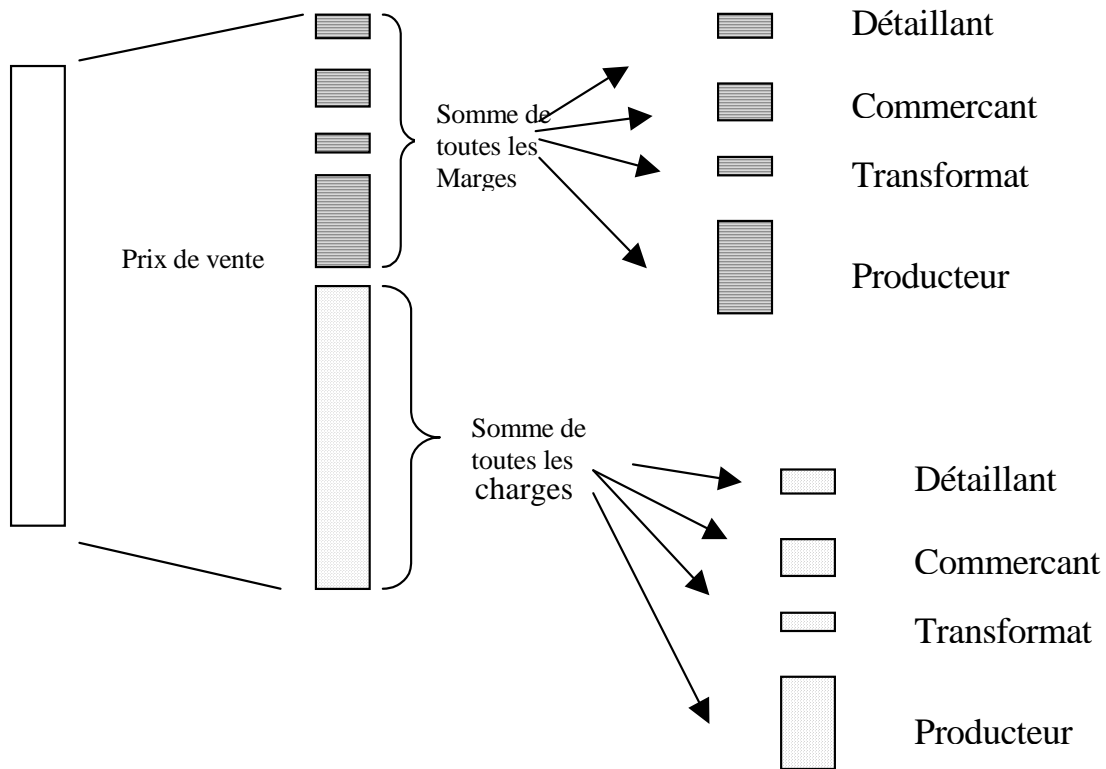 Prix de vente
Somme de
toutes les
Marges
Détaillant
Commercant
Transformat
Producteur
Somme de
toutes les
charges
Détaillant
Commercant
Transformat
Producteur